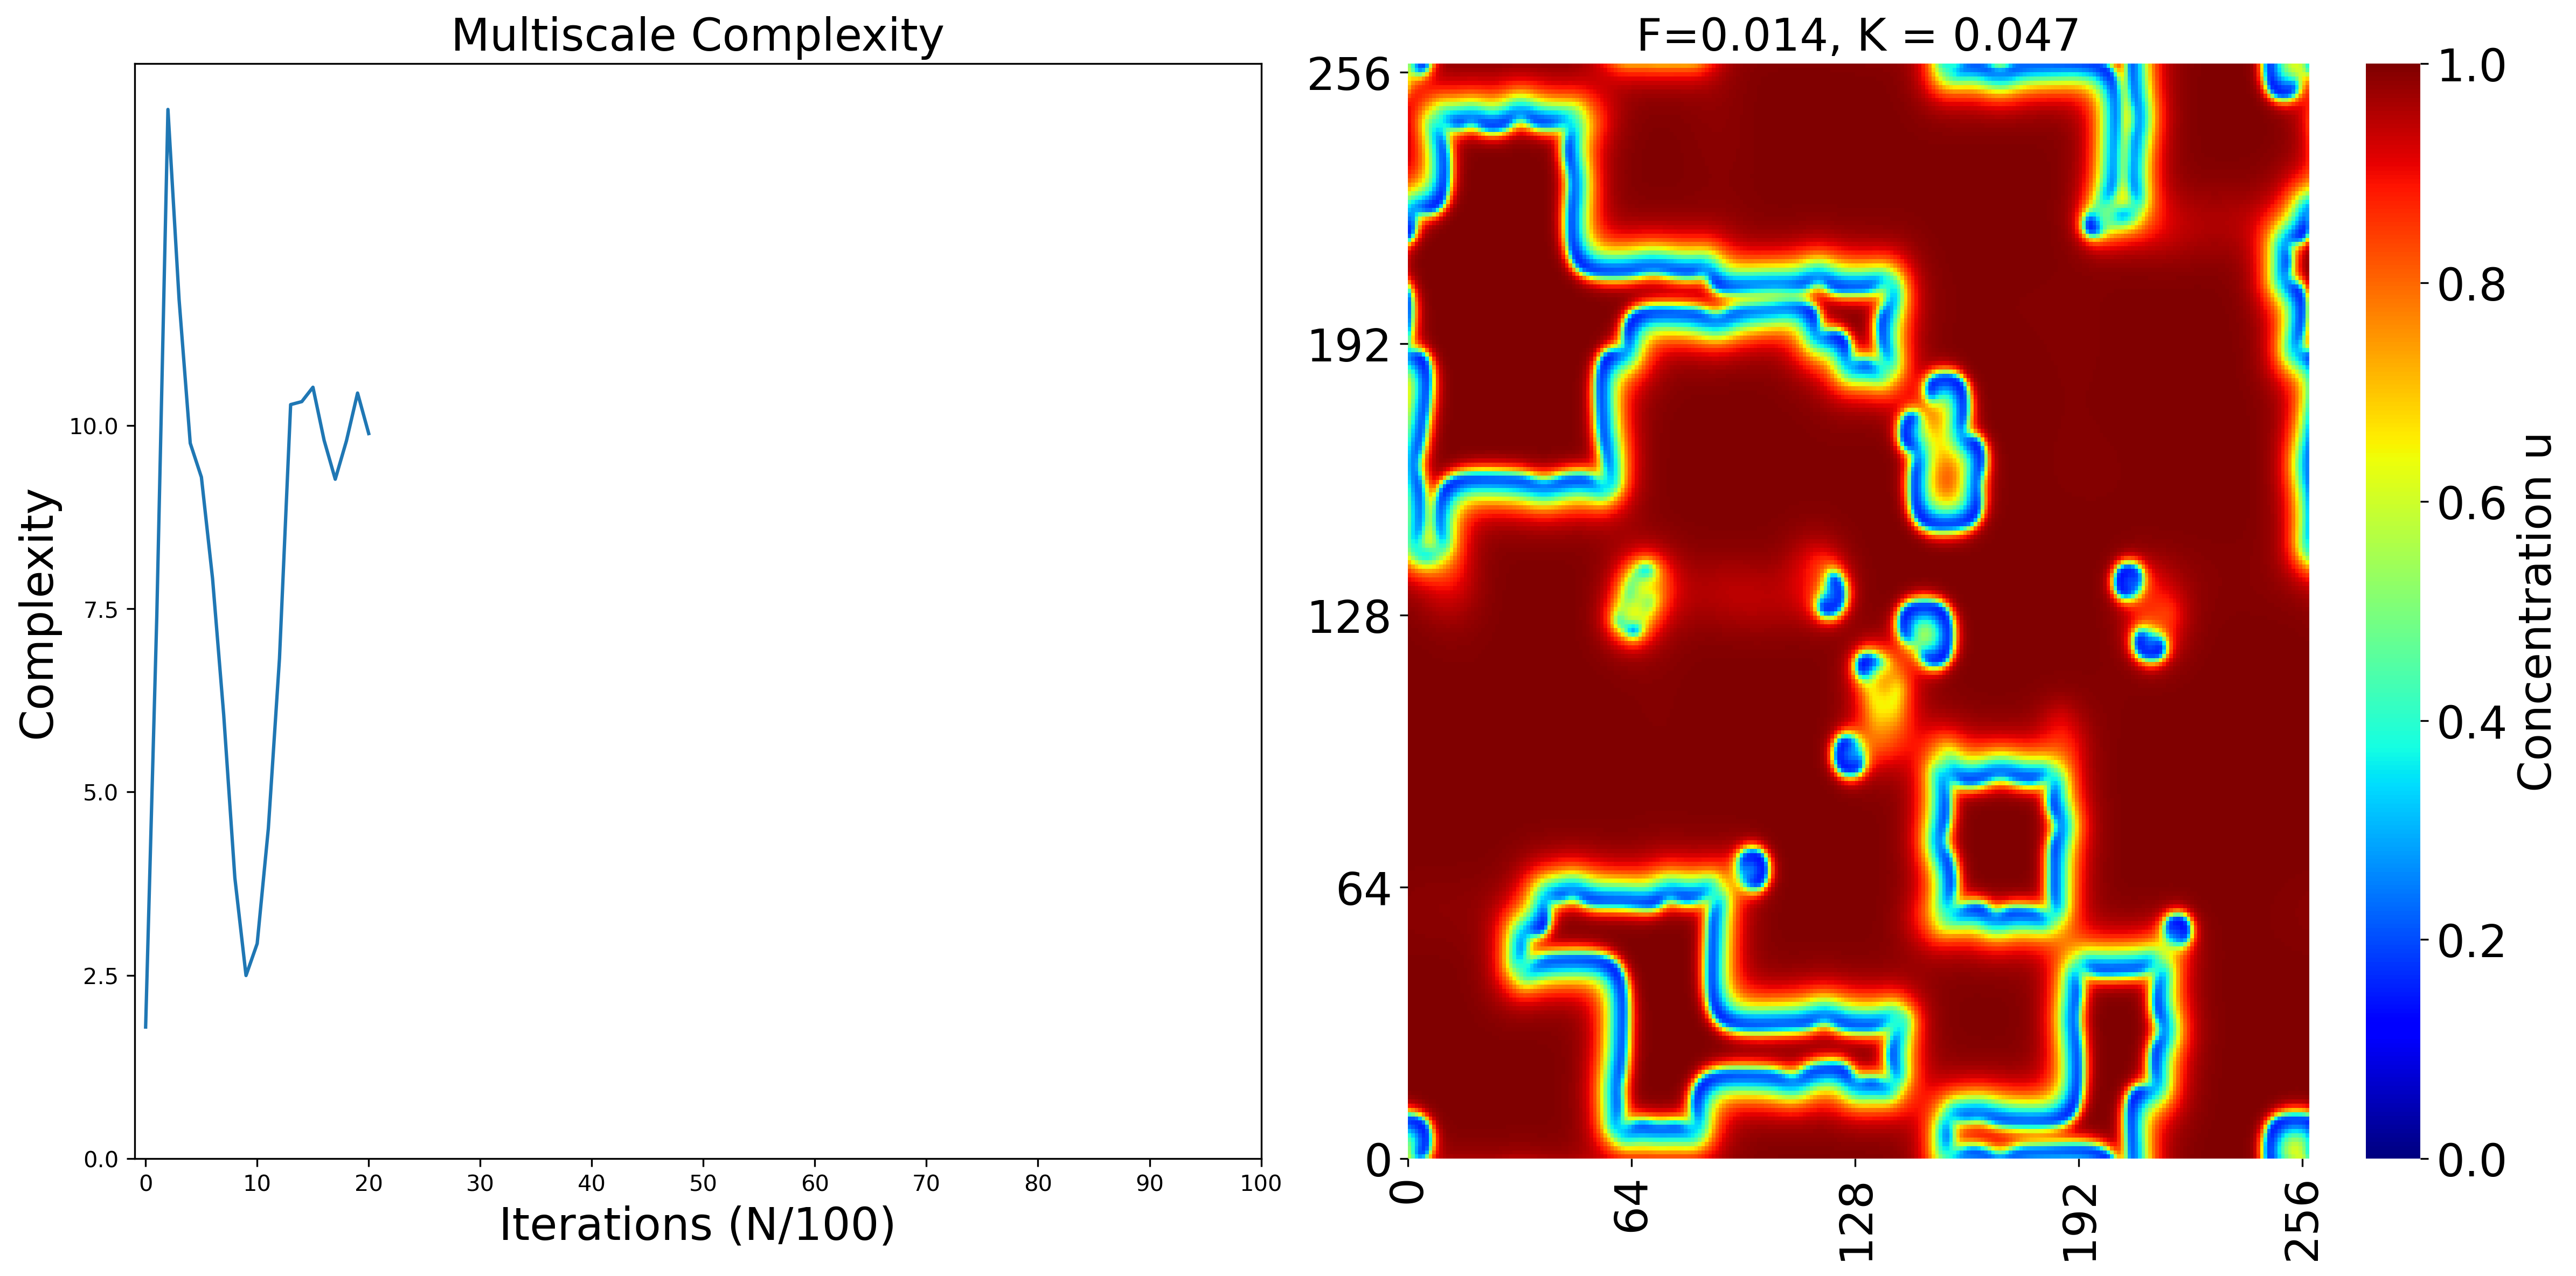 Multiscale Complexity
Complexity
10.0
7.5
5.0
2.5
0.0
0 10 20 30 40 50 60 70 80 90 100
Iterations (N/100)
F=0.014, K = 0.047
256
192
128
64
0
0 64 128 192 256
1.0
0.8
0.6
0.4
0.2
0.0
Concentration u